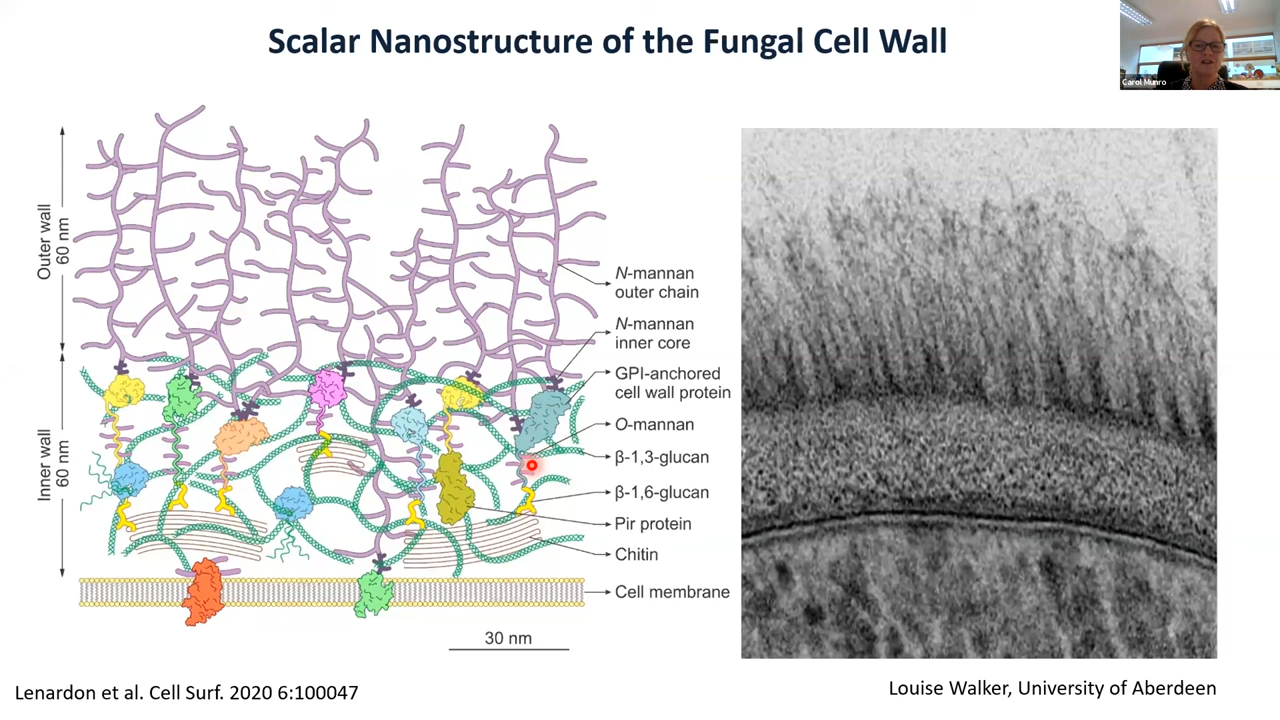 Scalar Nanostructure of the Fungal Cell Wall
Carol Munro
Outer wall
60 nm
Inner wall
60 nm
N-mannan
outer chain
N-mannan
inner core
GPI-anchored
cell wall protein
O-mannan
β-1,3-glucan
β-1,6-glucan
Pir protein
Chitin
Cell membrane
30 nm
Lenardon et al. Cell Surf. 2020 6:100047
Louise Walker, University of Aberdeen